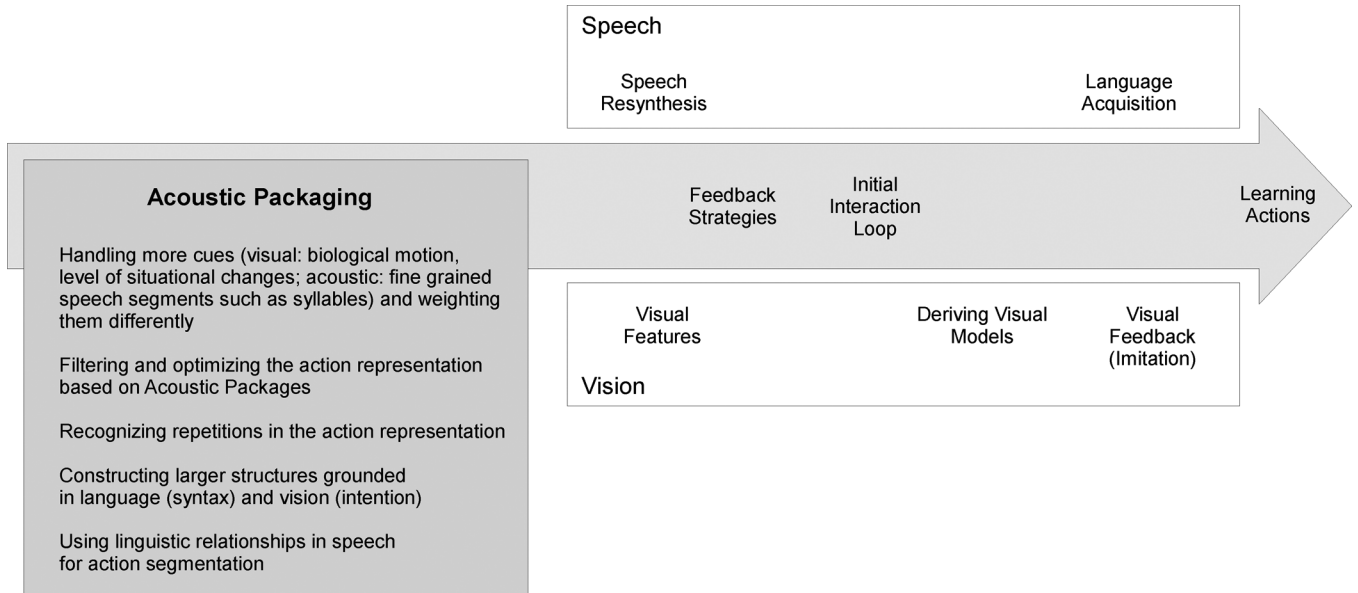 Speech
Speech
Resynthesis
Language
Acquisition
Acoustic Packaging
Handling more cues (visual: biological motion,
level of situational changes; acoustic: fine grained
speech segments such as syllables) and weighting
them differently
Filtering and optimizing the action representation
based on Acoustic Packages
Recognizing repetitions in the action representation
Constructing larger structures grounded
in language (syntax) and vision (intention)
Using linguistic relationships in speech
for action segmentation
Feedback
Strategies
Initial
Interaction
Loop
Learning
Actions
Visual
Features
Deriving Visual
Models
Visual
Feedback
(Imitation)
Vision